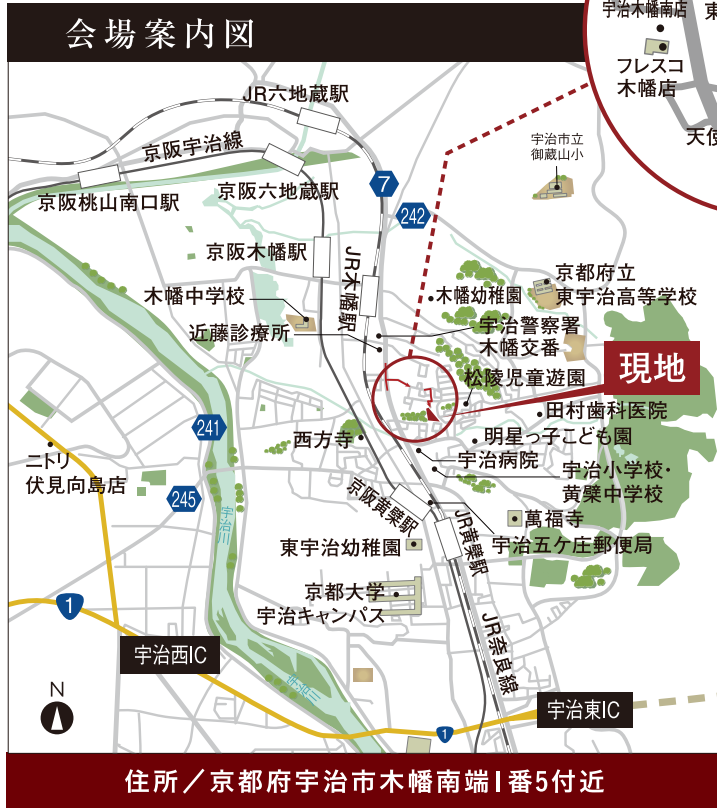 会場案内図
宇治木幡南店
東
フレスコ
木幡店
天使
JR六地蔵駅
京阪宇治線
宇治市立
御蔵山小
京阪桃山南口駅
京阪六地蔵駅
7
242
京阪木幡駅
JR木幡駅
京都府立
東宇治高等学校
木幡中学校
木幡幼稚園
近藤診療所
宇治警察署
木幡交番
現地
松陵児童遊園
田村歯科医院
241
西方寺
明星っ子こども園
宇治病院
ニトリ
伏見向島店
宇治小学校・
黄檗中学校
245
宇治川
京阪黄檗駅
JR黄檗駅
萬福寺
東宇治幼稚園
宇治五ケ庄郵便局
京都大学
宇治キャンパス
1
JR奈良線
宇治西IC
宇治川
N
1
宇治東IC
住所／京都府宇治市木幡南端1番5付近